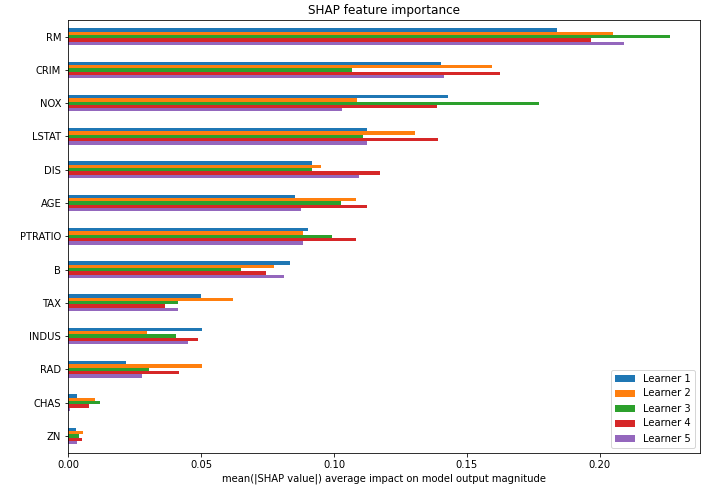 SHAP feature importance
RM
CRIM
NOX
LSTAT
DIS
AGE
PTRATIO
B
TAX
INDUS
RAD
CHAS
ZN
Learner 1
Learner 2
Learner 3
Learner 4
Learner 5
0.00 0.05 0.10 0.15 0.20
mean(|SHAP value|) average impact on model output magnitude